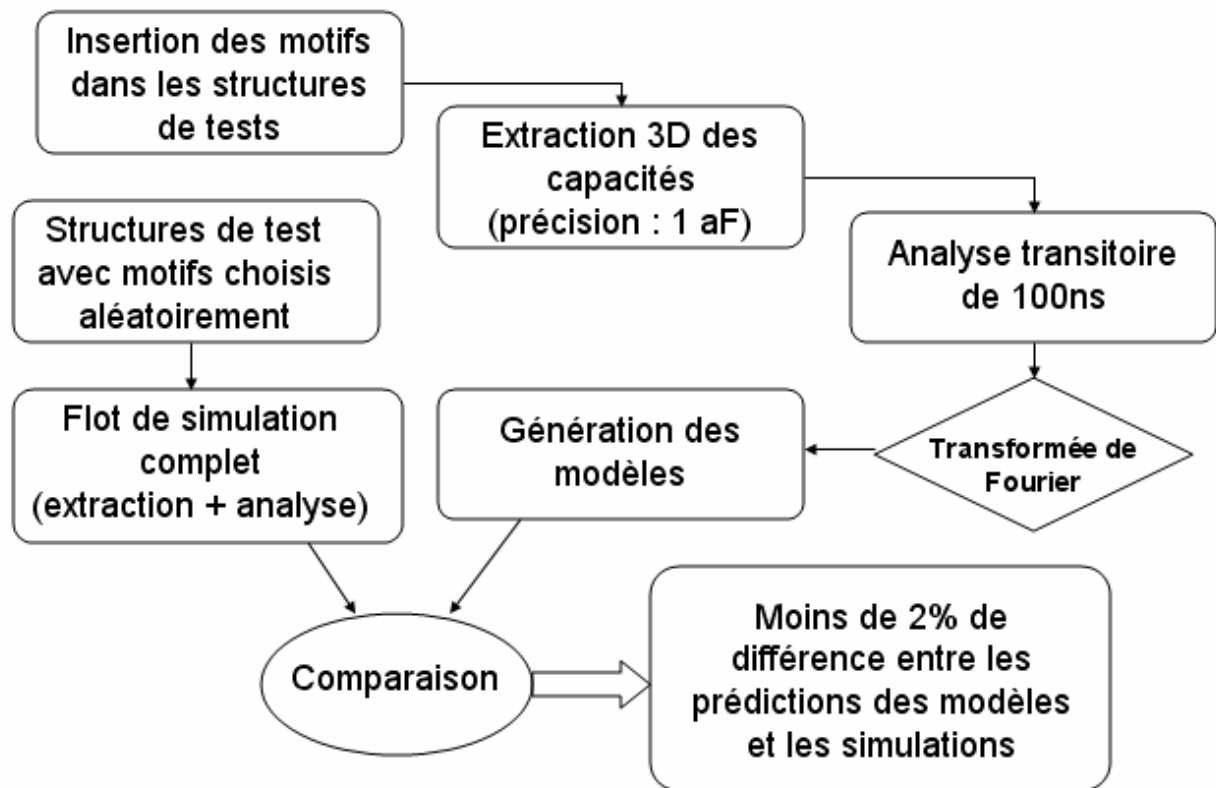 Insertion des motifs
dans les structures
de tests
Extraction 3D des
capacités
(précision : 1 aF)
Analyse transitoire
de 100ns
Transformée de
Fourier
Génération des
modèles
Structures de test
avec motifs choisis
aléatoirement
Flot de simulation
complet
(extraction + analyse)
Comparaison
Moins de 2% de
différence entre les
prédictions des modèles
et les simulations